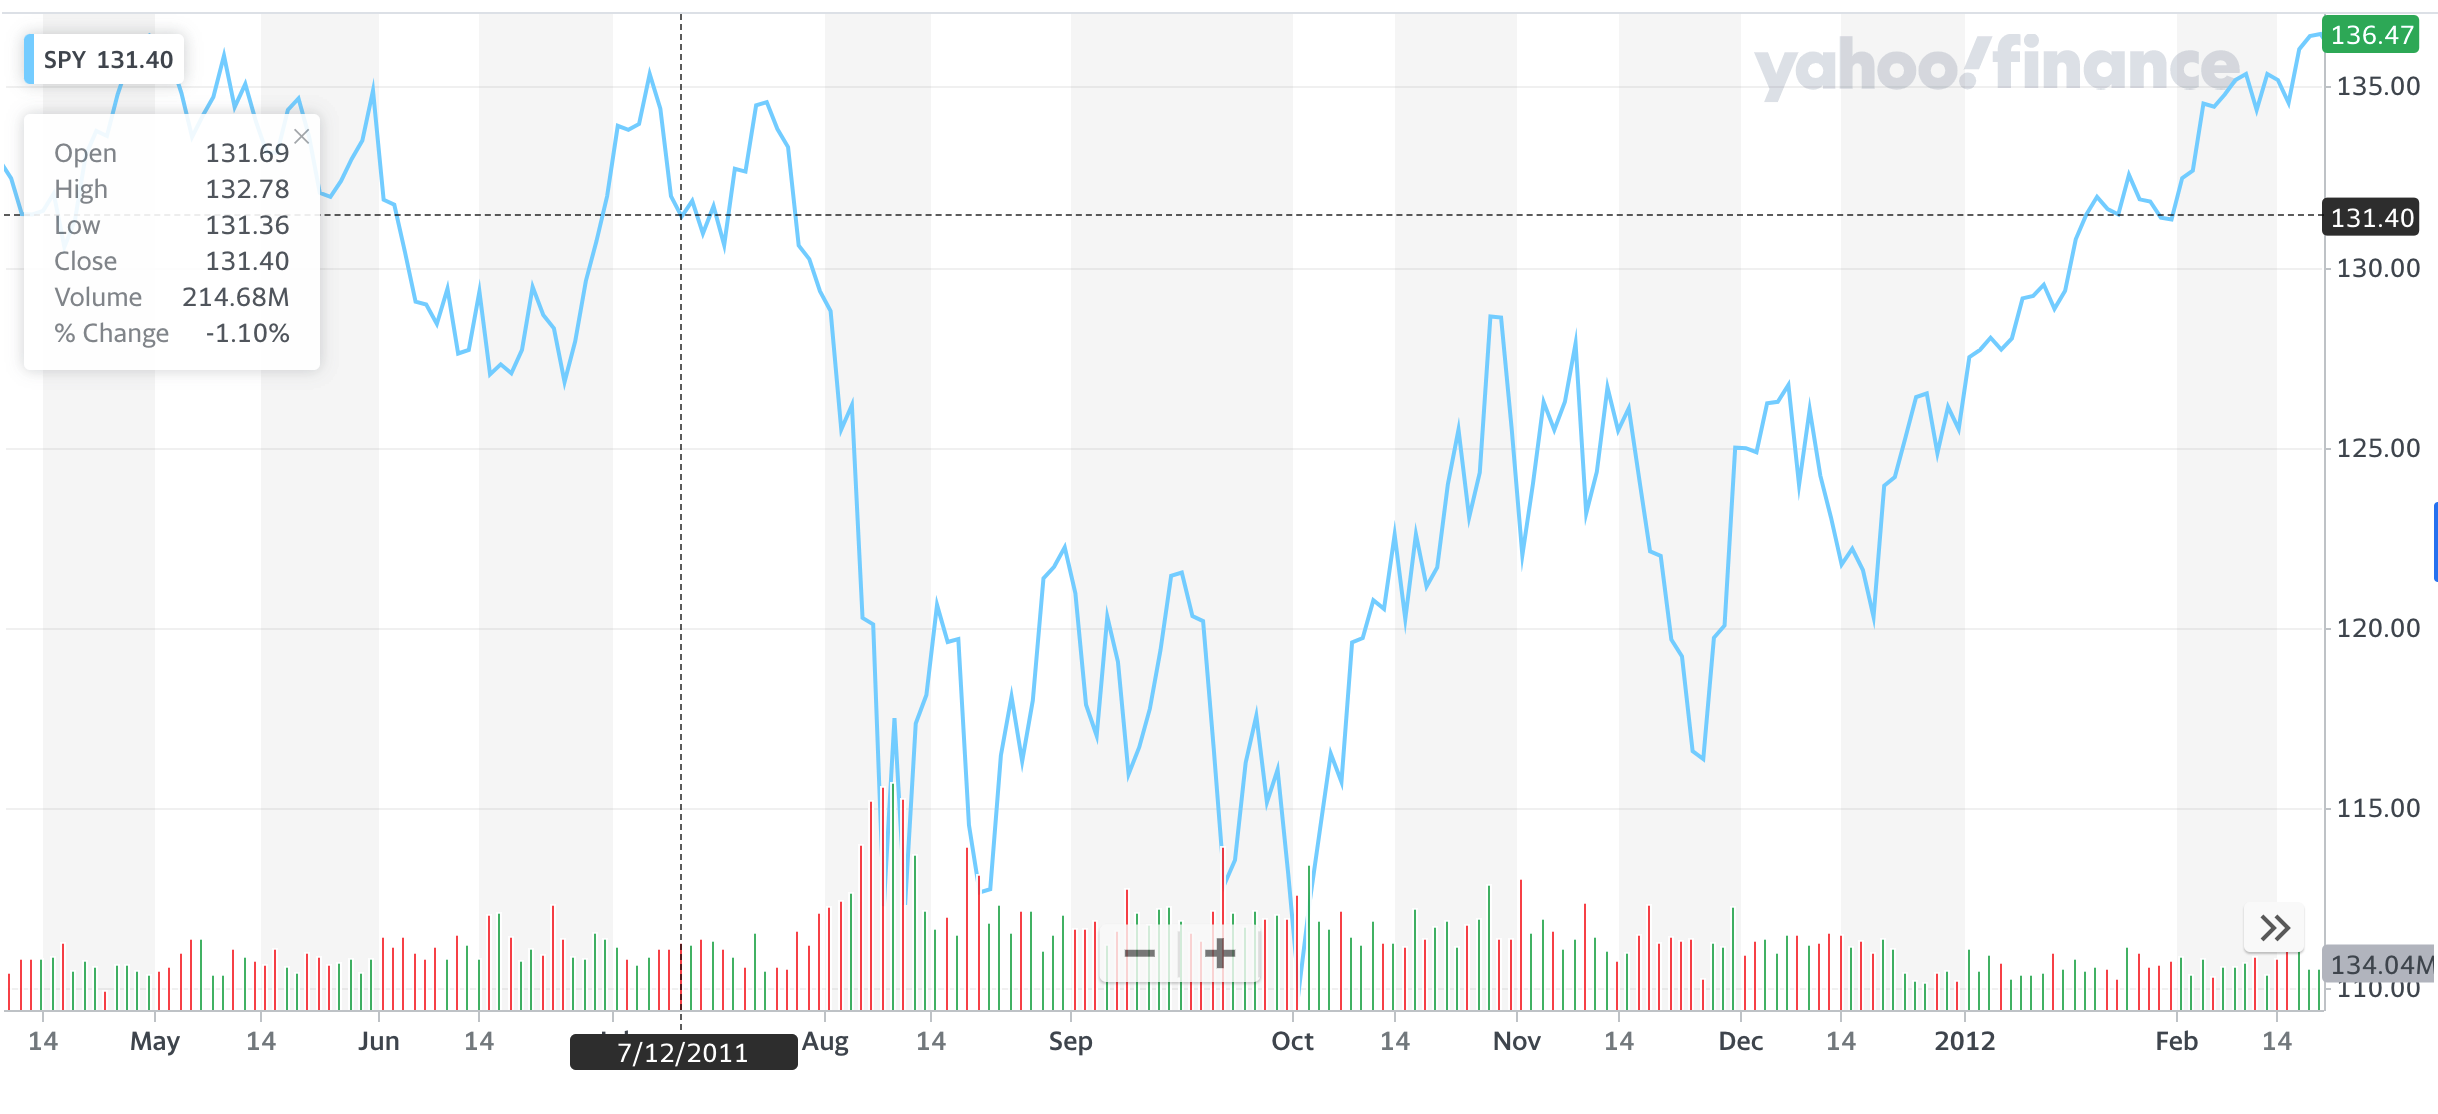 SPY 131.40
Open 131.69
High 132.78
Low 131.36
Close 131.40
Volume 214.68M
% Change -1.10%
yahoo!finance
136.47
135.00
131.40
130.00
125.00
120.00
115.00
134.04M
110.00
14 May 14 Jun 14 7/12/2011 Aug 14 Sep Oct 14 Nov 14 Dec 14 2012 Feb 14